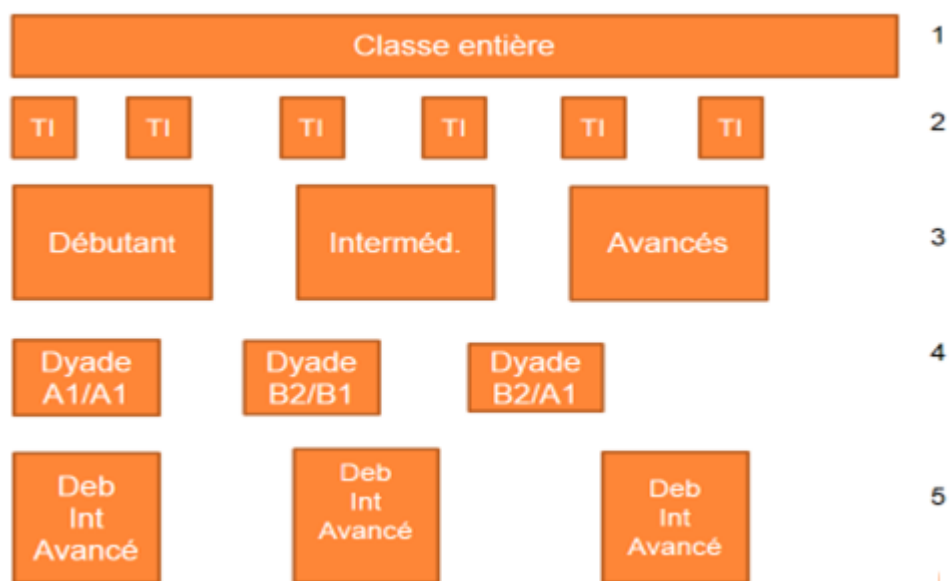 Classe entière 1
TI TI TI TI TI TI 2
Débutant Interméd. Avancés 3
Dyade Dyade Dyade 4
A1/A1 B2/B1 B2/A1
Deb Deb Deb
Int Int Int 5
Avancé Avancé Avancé